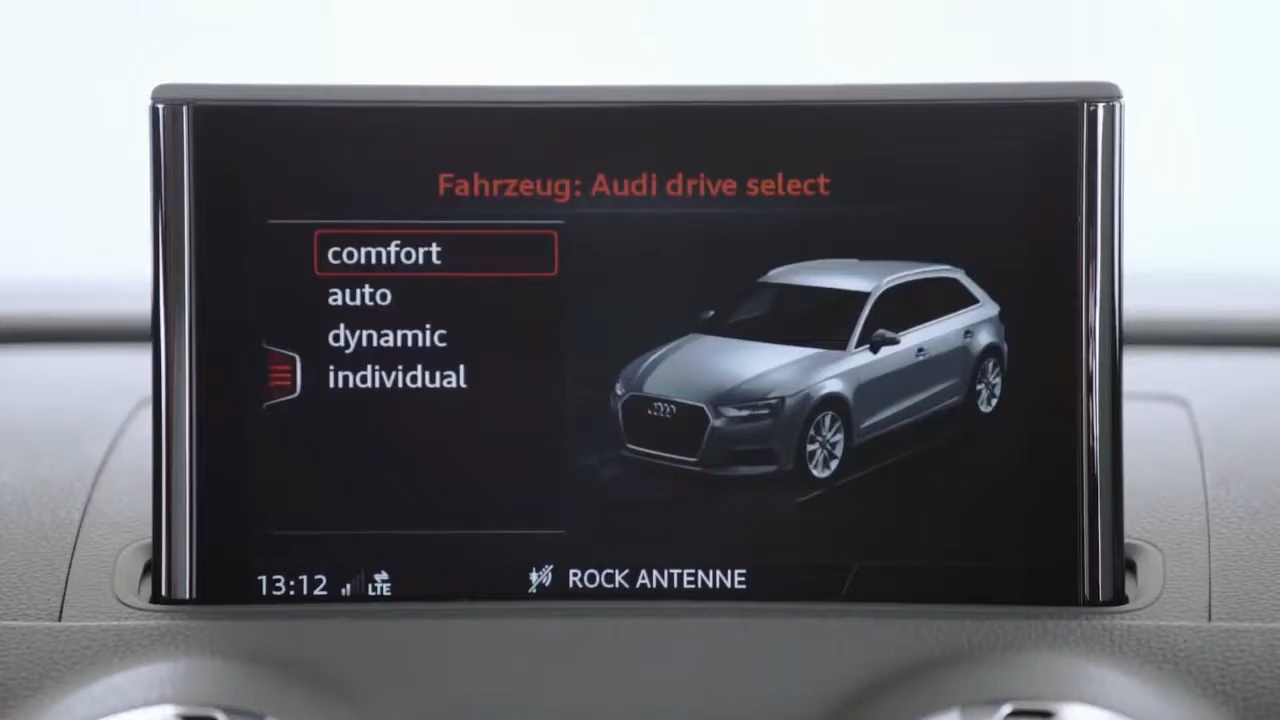 Fahrzeug: Audi drive select
comfort
auto
dynamic
individual
13:12 LTE ROCK ANTENNE